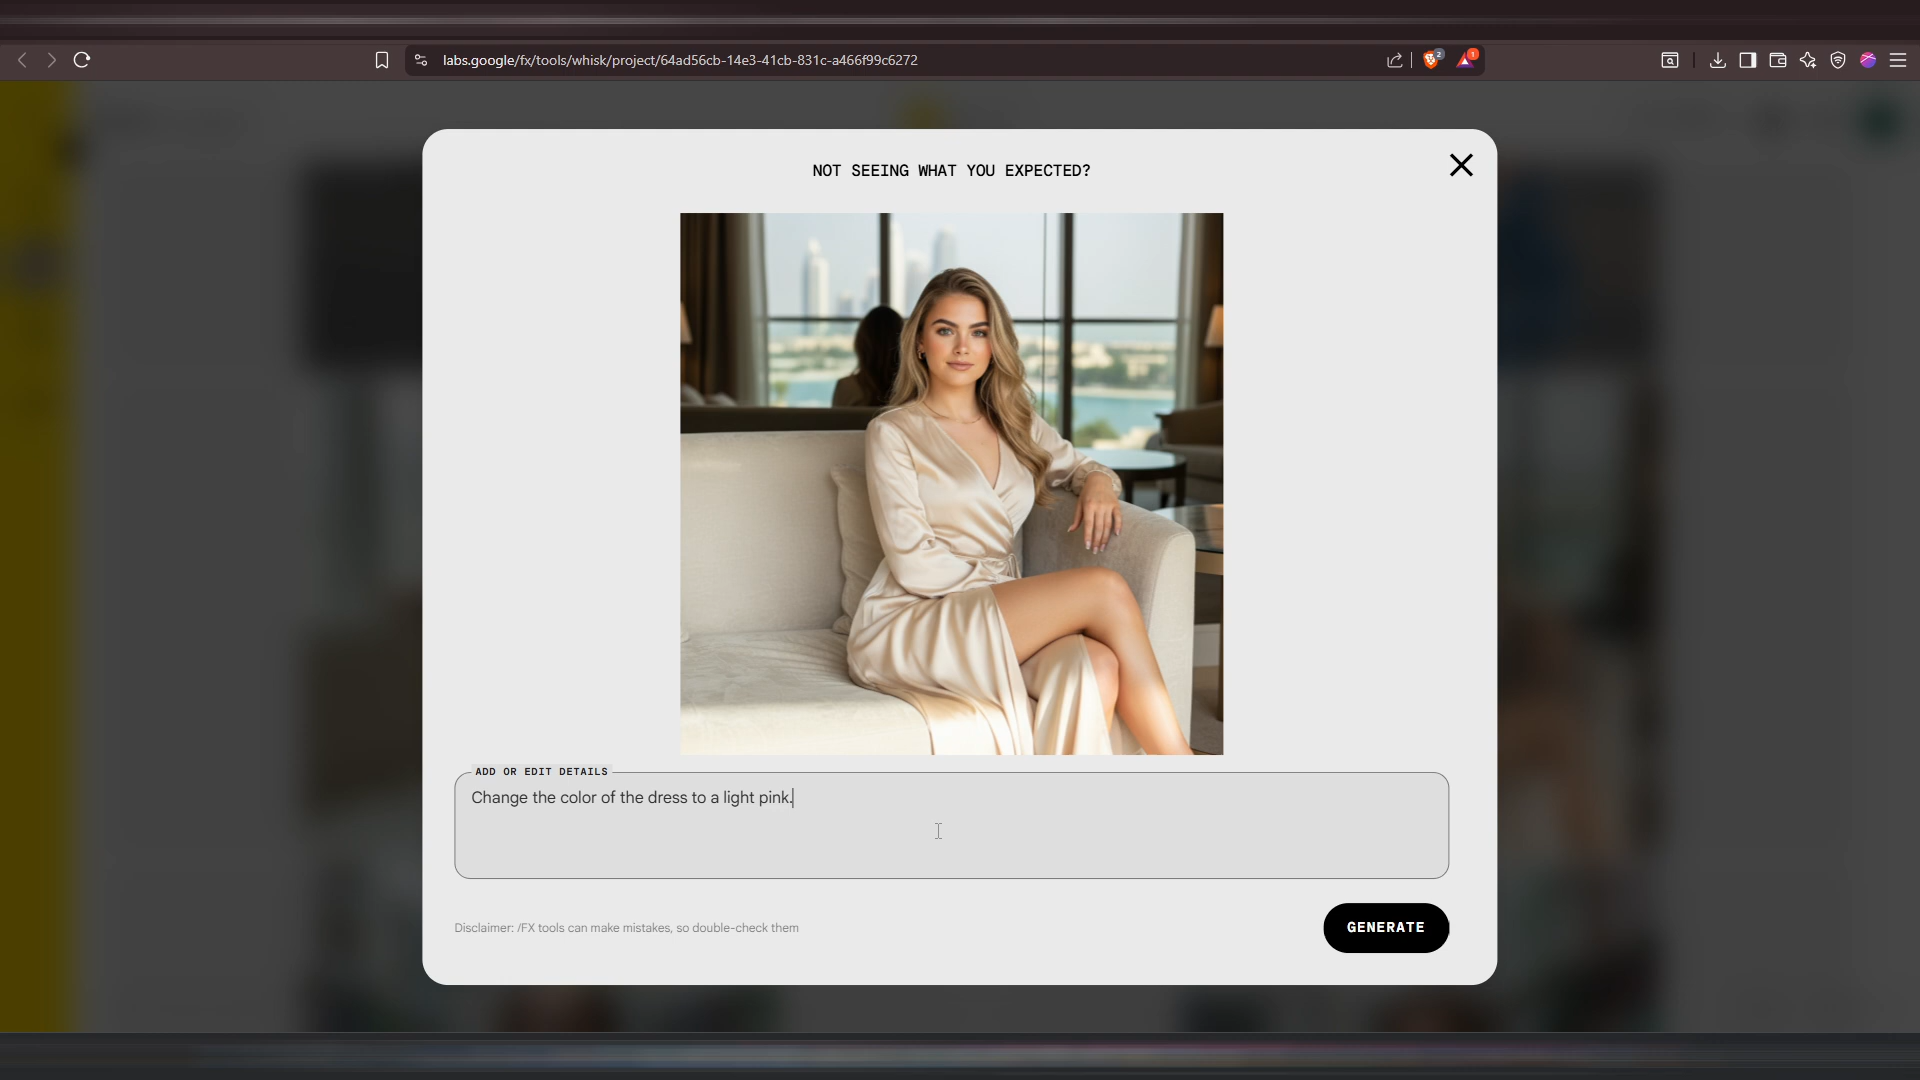 labs.google/fx/tools/whisk/project/64ad56cb-14e3-41cb-831c-a466f99c6272
2
1
NOT SEEING WHAT YOU EXPECTED?
ADD OR EDIT DETAILS
Change the color of the dress to a light pink.
Disclaimer: /FX tools can make mistakes, so double-check them
GENERATE